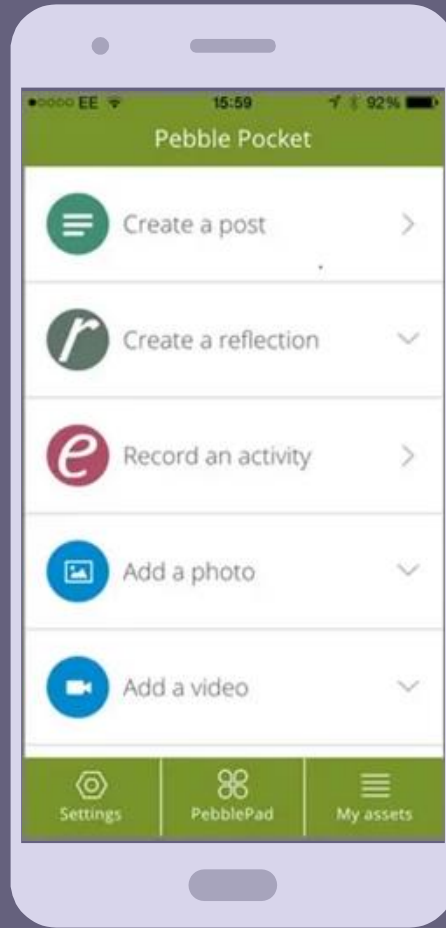 EE 15:59 92%
Pebble Pocket
Create a post
r Create a reflection
e Record an activity
Add a photo
Add a video
Settings PebblePad My assets